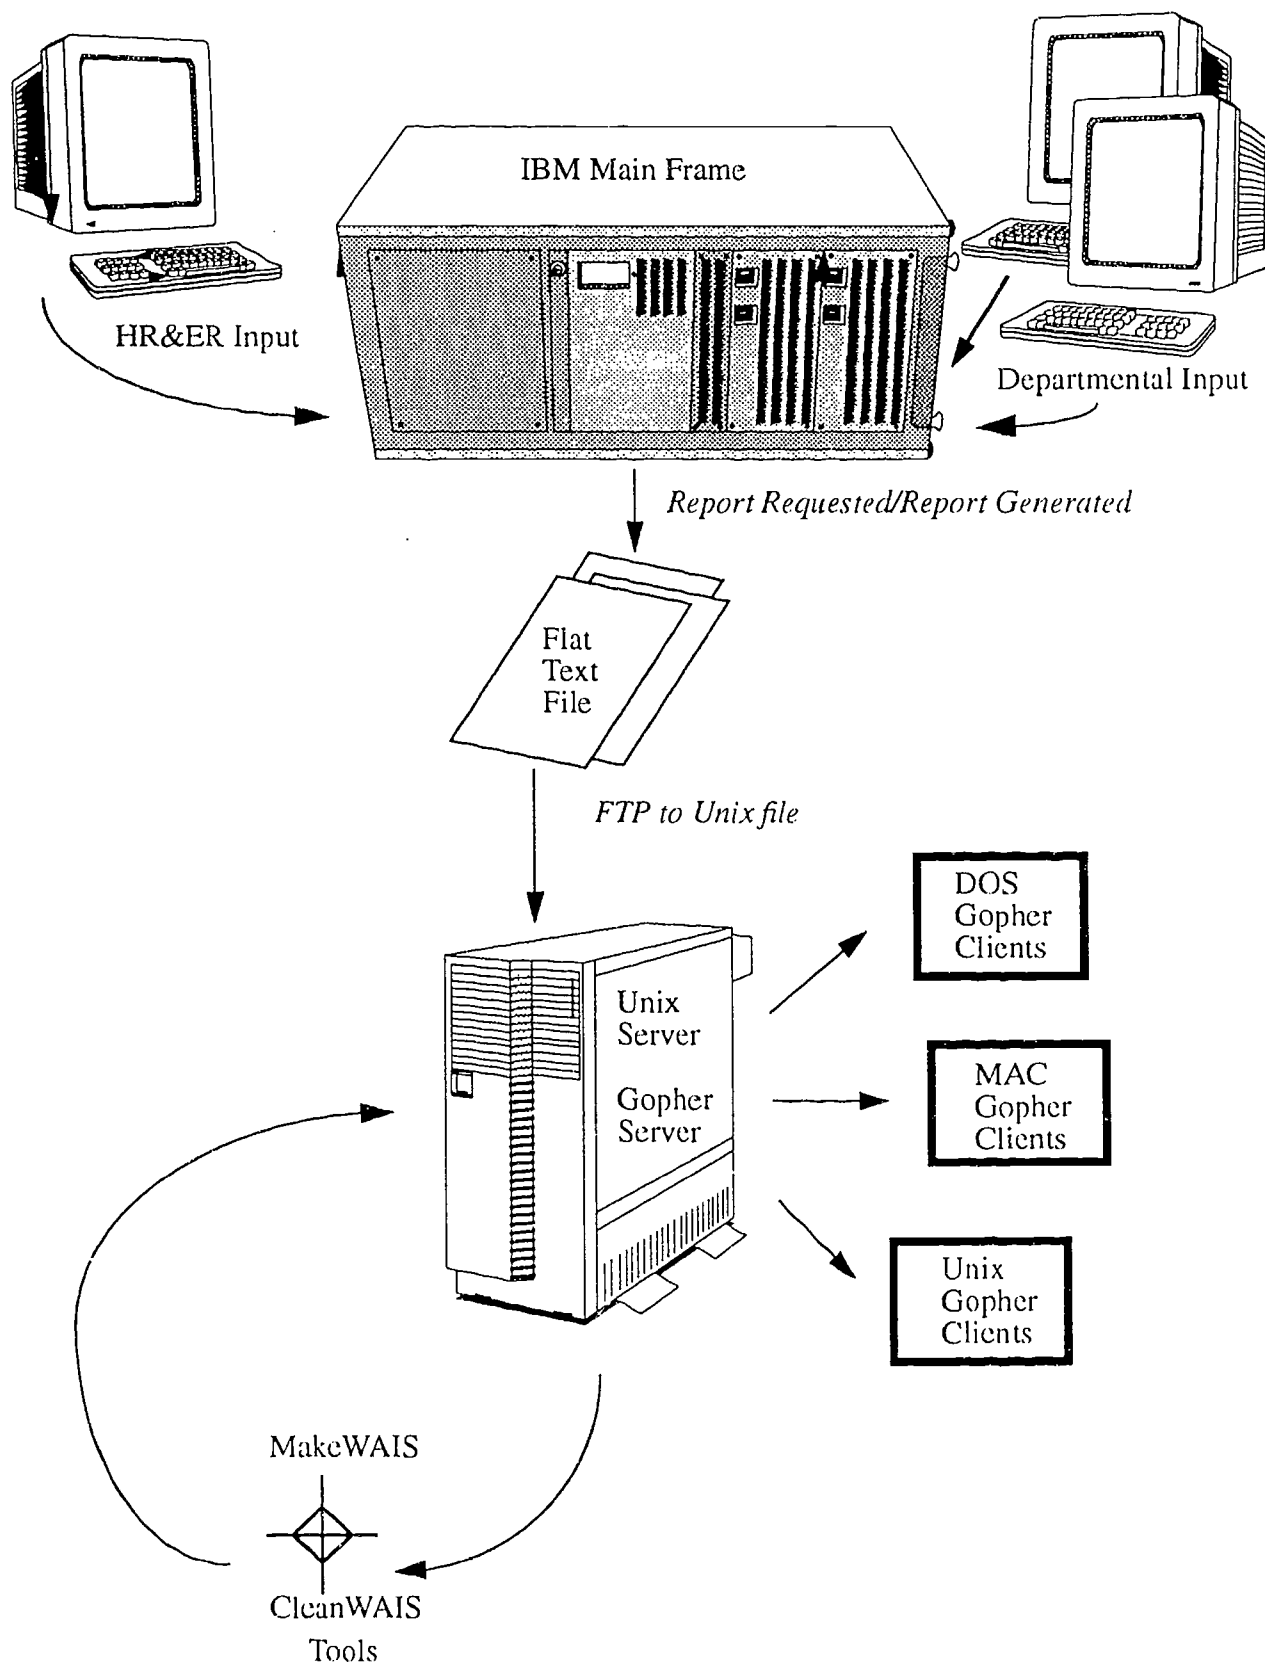 IBM Main Frame
HR&ER Input
Departmental Input
Report Requested/Report Generated
Flat
Text
File
FTP to Unix file
DOS
Gopher
Clients
Unix
Server
Gopher
Server
MAC
Gopher
Clients
Unix
Gopher
Clients
MakeWAIS
CleanWAIS
Tools